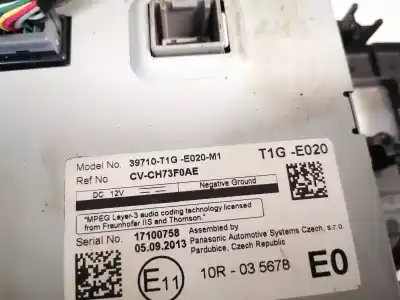 Model No. 39710-T1G -E020-M1 T1G -E020
Ref No CV-CH73F0AE
DC 12V Negative Ground
"MPEG Layer-3 audio coding technology licensed
from Fraunhofer IIS and Thomson."
Serial No. 17100758
05.09.2013
Assembled by
Panasonic Automotive Systems Czech, s.r.o
Pardubice, Czech Republic
E11 10R - 03 5678 E0